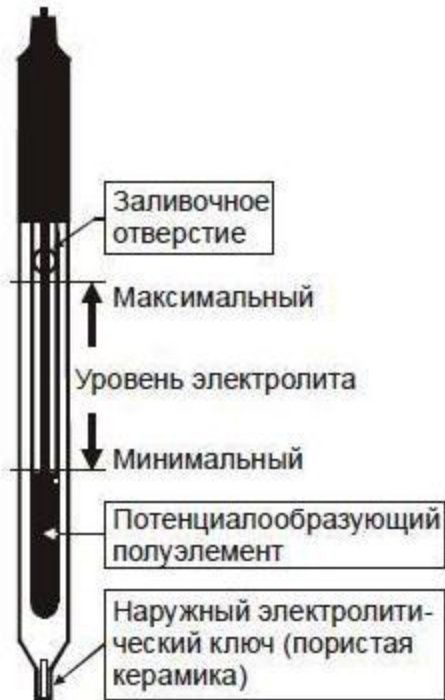 Заливочное
отверстие
Максимальный
Уровень электролита
Минимальный
Потенциалообразующий
полуэлемент
Наружный электролити-
ческий ключ (пористая
керамика)